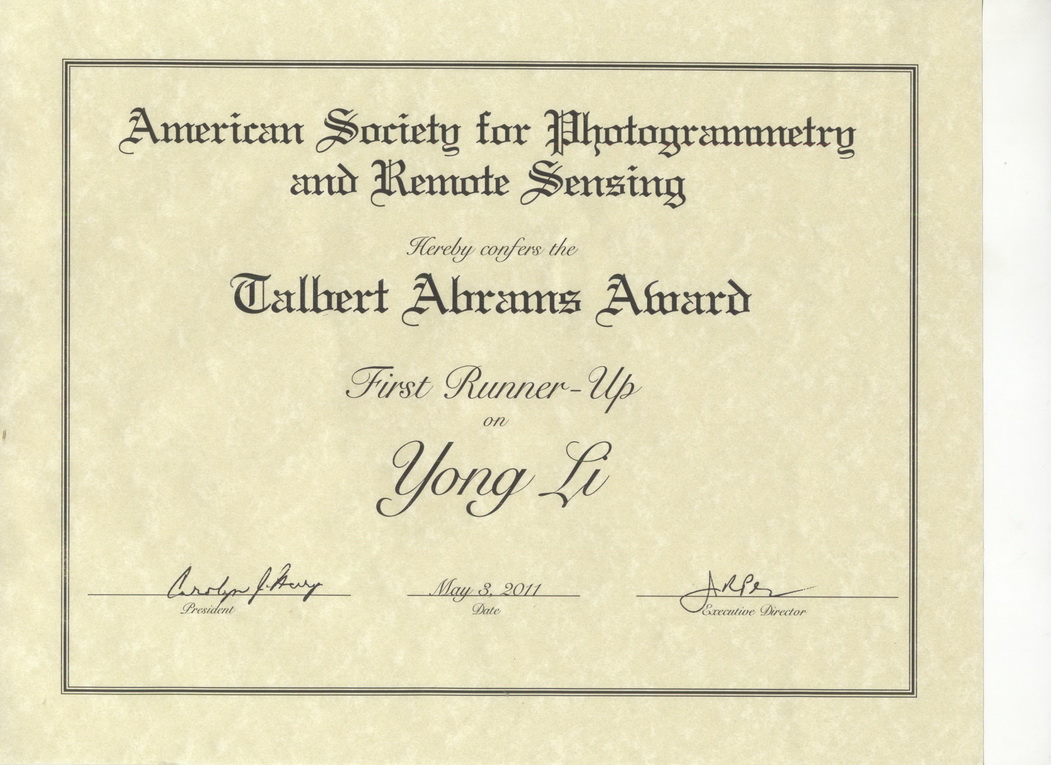 American Society for Photogrammetry
and Remote Sensing
Hereby confers the
Talbert Abrams Award
First Runner-Up
on
Yong Li
May 3, 2011
President
Date
Executive Director